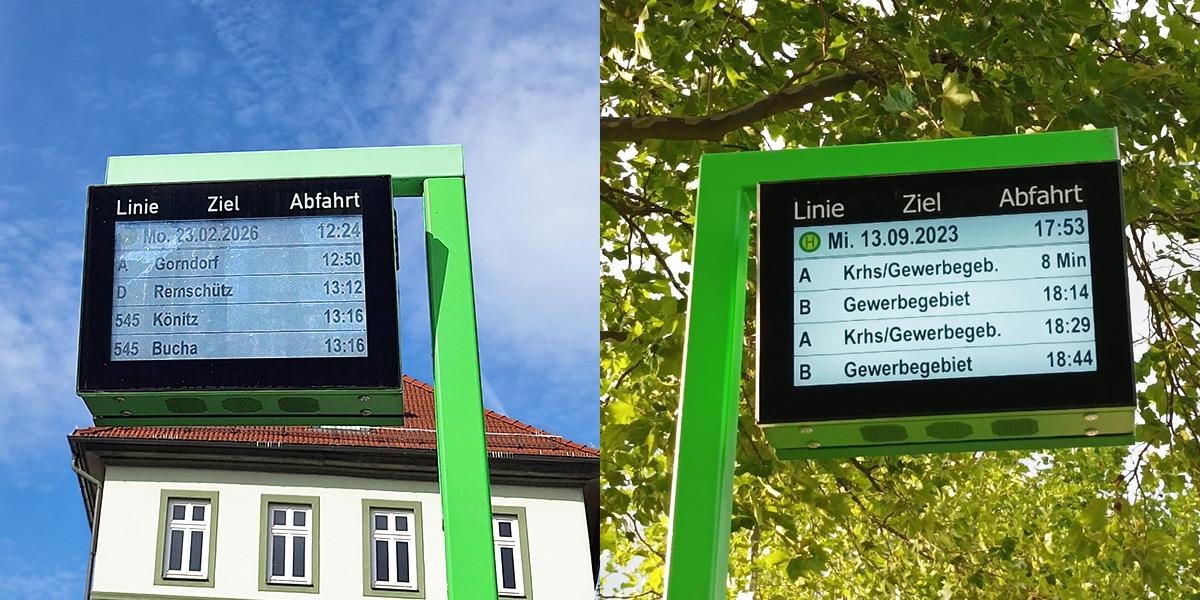 Linie Ziel Abfahrt
H Mo. 23.02.2026 12:24
A Gorndorf 12:50
D Remschütz 13:12
545 Könitz 13:16
545 Bucha 13:16
Linie Ziel Abfahrt
H Mi. 13.09.2023 17:53
A Krhs/Gewerbegeb. 8 Min
B Gewerbegebiet 18:14
A Krhs/Gewerbegeb. 18:29
B Gewerbegebiet 18:44